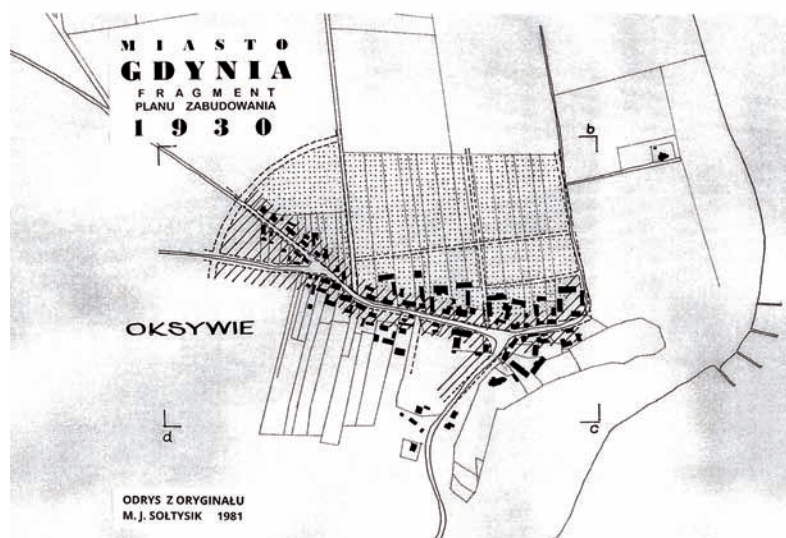 MIASTO
GDYNIA
FRAGMENT
PLANU ZABUDOWANIA
1930
b
OKSYWIE
d
c
ODRYS Z ORYGINAŁU
M. J. SOŁTYSIK 1981